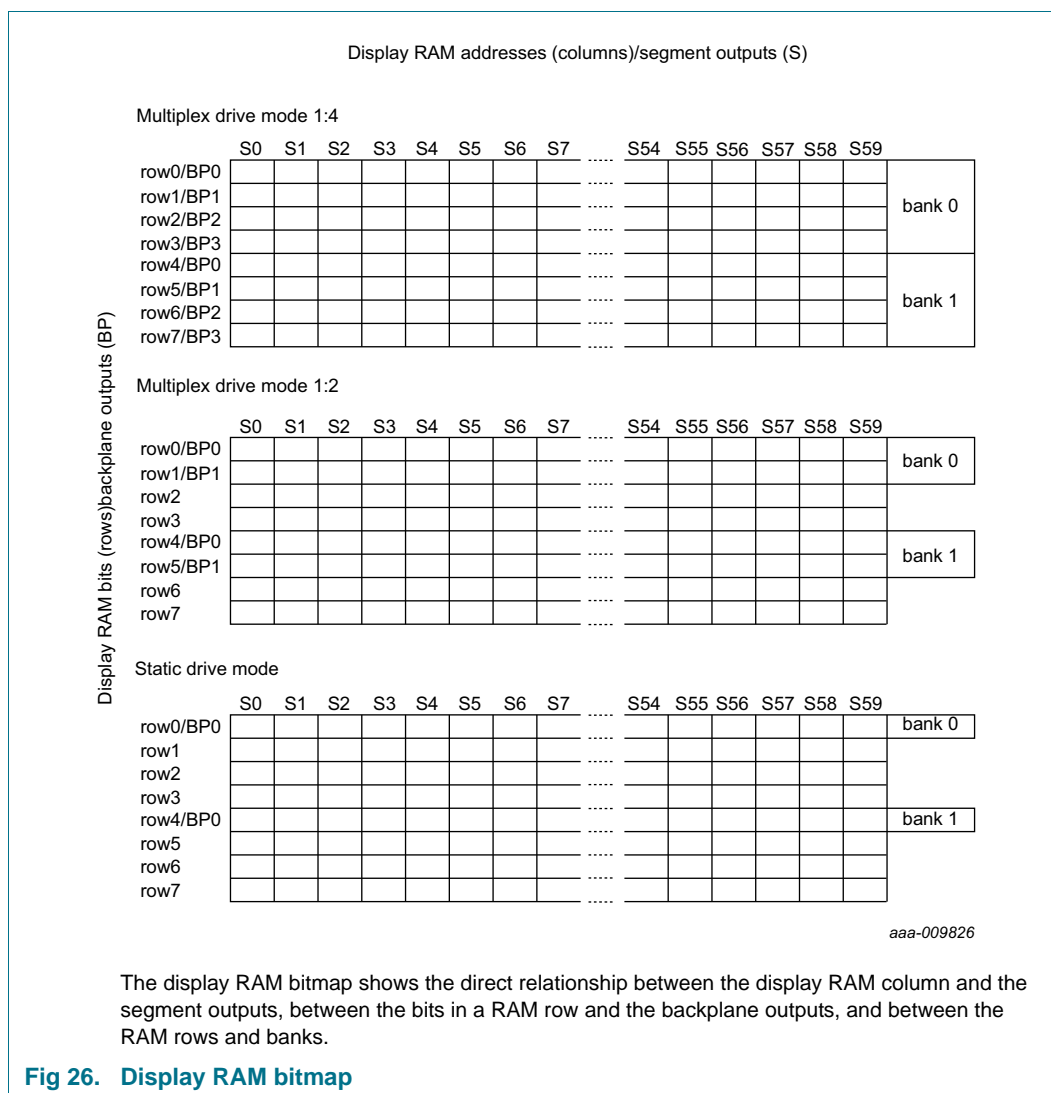 Display RAM addresses (columns)/segment outputs (S)
Display RAM bits (rows)backplane outputs (BP)
Multiplex drive mode 1:4
S0 S1 S2 S3 S4 S5 S6 S7 ..... S54 S55 S56 S57 S58 S59
row0/BP0
row1/BP1
row2/BP2
row3/BP3
bank 0
row4/BP0
row5/BP1
row6/BP2
row7/BP3
bank 1
Multiplex drive mode 1:2
S0 S1 S2 S3 S4 S5 S6 S7 ..... S54 S55 S56 S57 S58 S59
row0/BP0
row1/BP1
bank 0
row2
row3
row4/BP0
row5/BP1
bank 1
row6
row7
Static drive mode
S0 S1 S2 S3 S4 S5 S6 S7 ..... S54 S55 S56 S57 S58 S59
row0/BP0 bank 0
row1
row2
row3
row4/BP0 bank 1
row5
row6
row7
aaa-009826
The display RAM bitmap shows the direct relationship between the display RAM column and the
segment outputs, between the bits in a RAM row and the backplane outputs, and between the
RAM rows and banks.
Fig 26. Display RAM bitmap